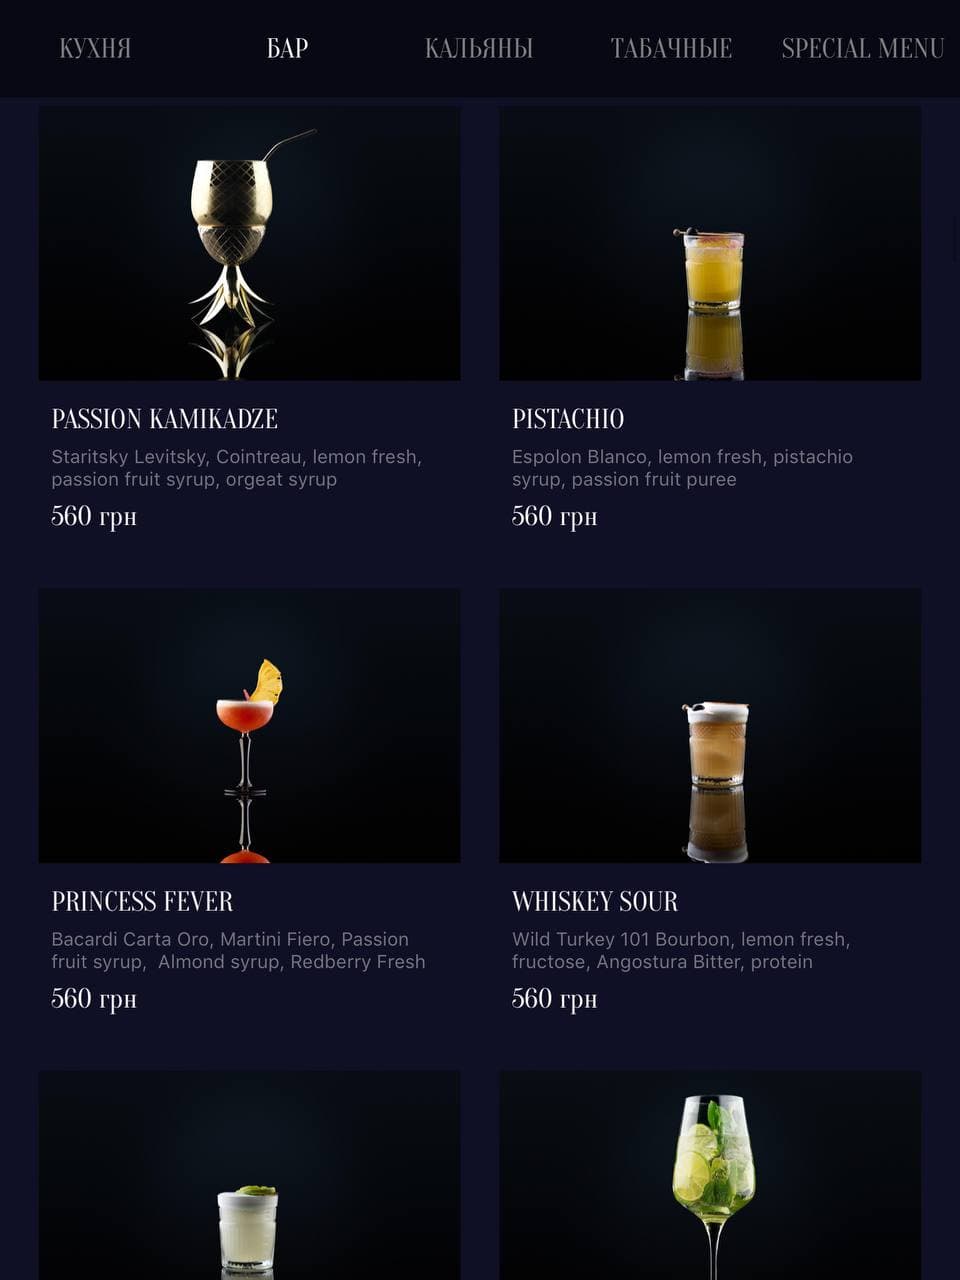 КУХНЯ БАР КАЛЬЯНЫ ТАБАЧНЫЕ SPECIAL MENU
PASSION KAMIKADZE
Staritsky Levitsky, Cointreau, lemon fresh,
passion fruit syrup, orgeat syrup
560 грн
PISTACHIO
Espolon Blanco, lemon fresh, pistachio
syrup, passion fruit puree
560 грн
PRINCESS FEVER
Bacardi Carta Oro, Martini Fiero, Passion
fruit syrup,  Almond syrup, Redberry Fresh
560 грн
WHISKEY SOUR
Wild Turkey 101 Bourbon, lemon fresh,
fructose, Angostura Bitter, protein
560 грн